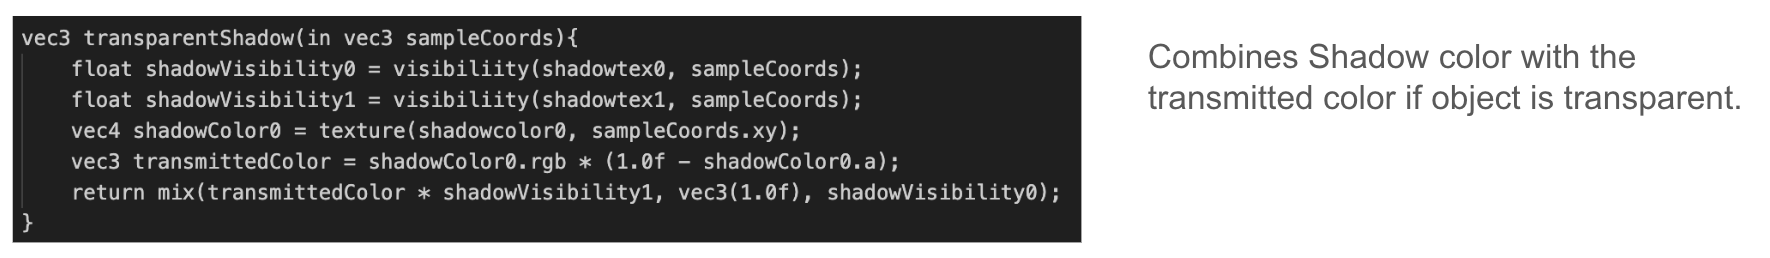 vec3 transparentShadow(in vec3 sampleCoords){
    float shadowVisibility0 = visibiliity(shadowtex0, sampleCoords);
    float shadowVisibility1 = visibiliity(shadowtex1, sampleCoords);
    vec4 shadowColor0 = texture(shadowcolor0, sampleCoords.xy);
    vec3 transmittedColor = shadowColor0.rgb * (1.0f - shadowColor0.a);
    return mix(transmittedColor * shadowVisibility1, vec3(1.0f), shadowVisibility0);
}
Combines Shadow color with the
transmitted color if object is transparent.